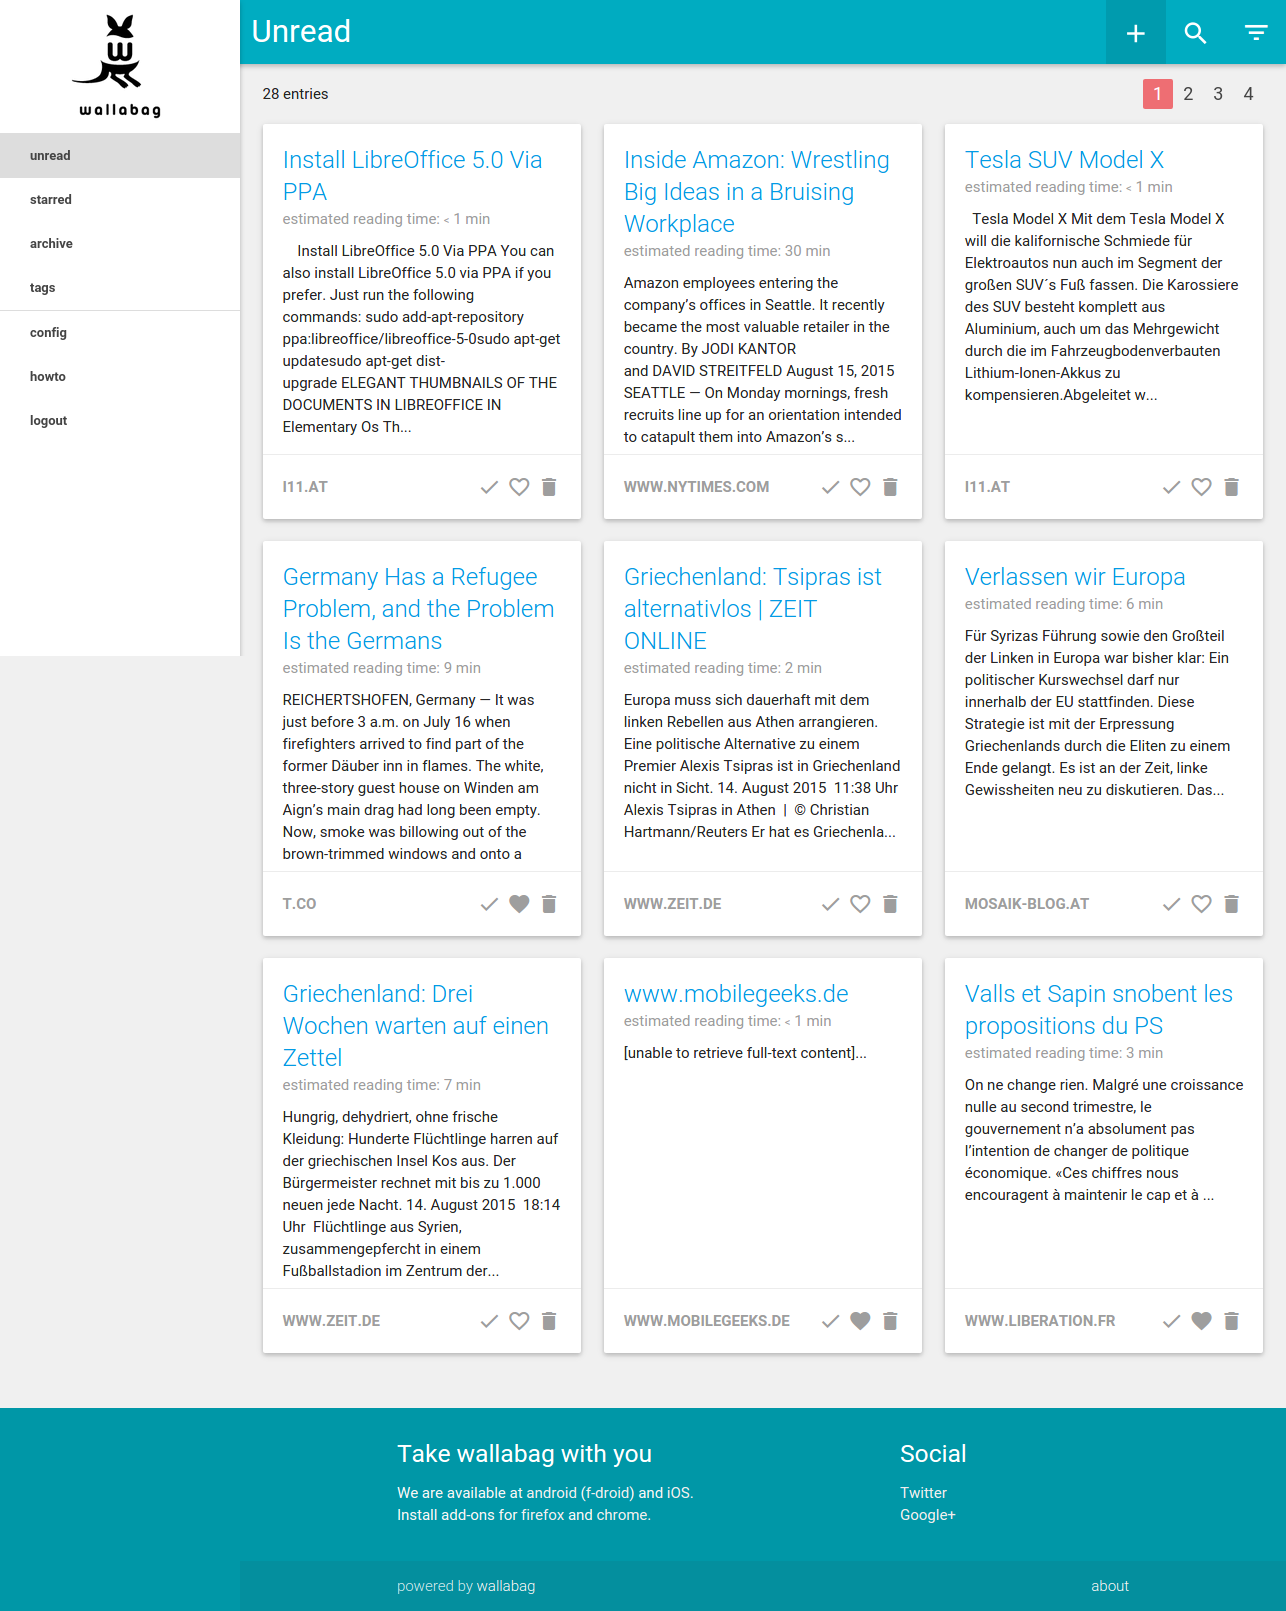 wallabag
unread
starred
archive
tags
config
howto
logout
Unread
28 entries
1 2 3 4
Install LibreOffice 5.0 Via
PPA
estimated reading time: < 1 min
Install LibreOffice 5.0 Via PPA You can
also install LibreOffice 5.0 via PPA if you
prefer. Just run the following
commands: sudo add-apt-repository
ppa:libreoffice/libreoffice-5-0sudo apt-get
updatesudo apt-get dist-
upgrade ELEGANT THUMBNAILS OF THE
DOCUMENTS IN LIBREOFFICE IN
Elementary Os Th...
I11.AT
Inside Amazon: Wrestling
Big Ideas in a Bruising
Workplace
estimated reading time: 30 min
Amazon employees entering the
company’s offices in Seattle. It recently
became the most valuable retailer in the
country. By JODI KANTOR
and DAVID STREITFELD August 15, 2015
SEATTLE — On Monday mornings, fresh
recruits line up for an orientation intended
to catapult them into Amazon’s s...
WWW.NYTIMES.COM
Tesla SUV Model X
estimated reading time: < 1 min
Tesla Model X Mit dem Tesla Model X
will die kalifornische Schmiede für
Elektroautos nun auch im Segment der
großen SUV´s Fuß fassen. Die Karossiere
des SUV besteht komplett aus
Aluminium, auch um das Mehrgewicht
durch die im Fahrzeugbodenverbauten
Lithium-Ionen-Akkus zu
kompensieren.Abgeleitet w...
I11.AT
Germany Has a Refugee
Problem, and the Problem
Is the Germans
estimated reading time: 9 min
REICHERTSHOFEN, Germany — It was
just before 3 a.m. on July 16 when
firefighters arrived to find part of the
former Däuber inn in flames. The white,
three-story guest house on Winden am
Aign’s main drag had long been empty.
Now, smoke was billowing out of the
brown-trimmed windows and onto a
T.CO
Griechenland: Tsipras ist
alternativlos | ZEIT
ONLINE
estimated reading time: 2 min
Europa muss sich dauerhaft mit dem
linken Rebellen aus Athen arrangieren.
Eine politische Alternative zu einem
Premier Alexis Tsipras ist in Griechenland
nicht in Sicht. 14. August 2015  11:38 Uhr
Alexis Tsipras in Athen  |  © Christian
Hartmann/Reuters Er hat es Griechenla...
WWW.ZEIT.DE
Verlassen wir Europa
estimated reading time: 6 min
Für Syrizas Führung sowie den Großteil
der Linken in Europa war bisher klar: Ein
politischer Kurswechsel darf nur
innerhalb der EU stattfinden. Diese
Strategie ist mit der Erpressung
Griechenlands durch die Eliten zu einem
Ende gelangt. Es ist an der Zeit, linke
Gewissheiten neu zu diskutieren. Das...
MOSAIK-BLOG.AT
Griechenland: Drei
Wochen warten auf einen
Zettel
estimated reading time: 7 min
Hungrig, dehydriert, ohne frische
Kleidung: Hunderte Flüchtlinge harren auf
der griechischen Insel Kos aus. Der
Bürgermeister rechnet mit bis zu 1.000
neuen jede Nacht. 14. August 2015  18:14
Uhr  Flüchtlinge aus Syrien,
zusammengepfercht in einem
Fußballstadion im Zentrum der...
WWW.ZEIT.DE
www.mobilegeeks.de
estimated reading time: < 1 min
[unable to retrieve full-text content]...
WWW.MOBILEGEEKS.DE
Valls et Sapin snobent les
propositions du PS
estimated reading time: 3 min
On ne change rien. Malgré une croissance
nulle au second trimestre, le
gouvernement n’a absolument pas
l’intention de changer de politique
économique. «Ces chiffres nous
encouragent à maintenir le cap et à ...
WWW.LIBERATION.FR
Take wallabag with you
We are available at android (f-droid) and iOS.
Install add-ons for firefox and chrome.
Social
Twitter
Google+
powered by wallabag
about